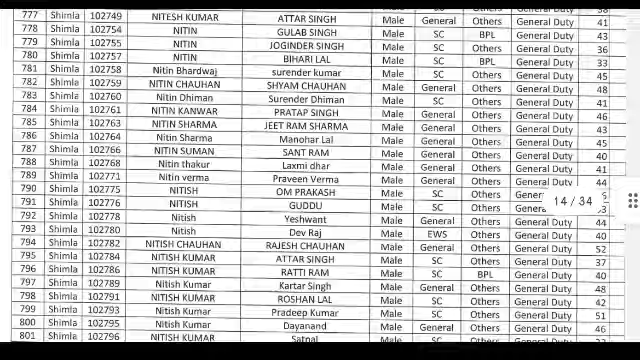 777 Shimla 102749 NITESH KUMAR ATTAR SINGH Male General Others General Duty 41
778 Shimla 102754 NITIN GULAB SINGH Male SC BPL General Duty 43
779 Shimla 102755 NITIN JOGINDER SINGH Male SC Others General Duty 36
780 Shimla 102757 NITIN BIHARI LAL Male SC BPL General Duty 33
781 Shimla 102758 Nitin Bhardwaj surender kumar Male SC Others General Duty 45
782 Shimla 102759 NITIN CHAUHAN SHYAM CHAUHAN Male General Others General Duty 48
783 Shimla 102760 Nitin Dhiman Surender Dhiman Male SC Others General Duty 41
784 Shimla 102761 NITIN KANWAR PRATAP SINGH Male General Others General Duty 46
785 Shimla 102763 NITIN SHARMA JEET RAM SHARMA Male General Others General Duty 43
786 Shimla 102764 Nitin Sharma Manohar Lal Male General Others General Duty 45
787 Shimla 102766 NITIN SUMAN SANT RAM Male General Others General Duty 40
788 Shimla 102768 Nitin thakur Laxmi dhar Male General Others General Duty 41
789 Shimla 102771 Nitin verma Praveen Verma Male General Others General Duty 44
790 Shimla 102775 NITISH OM PRAKASH Male SC Others
791 Shimla 102776 NITISH GUDDU Male SC Others
14 / 34
792 Shimla 102778 Nitish Yeshwant Male General Others General Duty 44
793 Shimla 102780 Nitish Dev Raj Male EWS Others General Duty 40
794 Shimla 102782 NITISH CHAUHAN RAJESH CHAUHAN Male General Others General Duty 52
795 Shimla 102784 NITISH KUMAR ATTAR SINGH Male SC Others General Duty 37
796 Shimla 102786 NITISH KUMAR RATTI RAM Male SC BPL General Duty 40
797 Shimla 102789 Nitish Kumar Kartar Singh Male SC Others General Duty 48
798 Shimla 102791 NITISH KUMAR ROSHAN LAL Male SC Others General Duty 42
799 Shimla 102793 Nitish Kumar Pradeep Kumar Male SC Others General Duty 51
800 Shimla 102795 Nitish Kumar Dayanand Male General Others General Duty 46
801 Shimla 102796 NITISH KUMAR Satpal Male SC Others General Duty